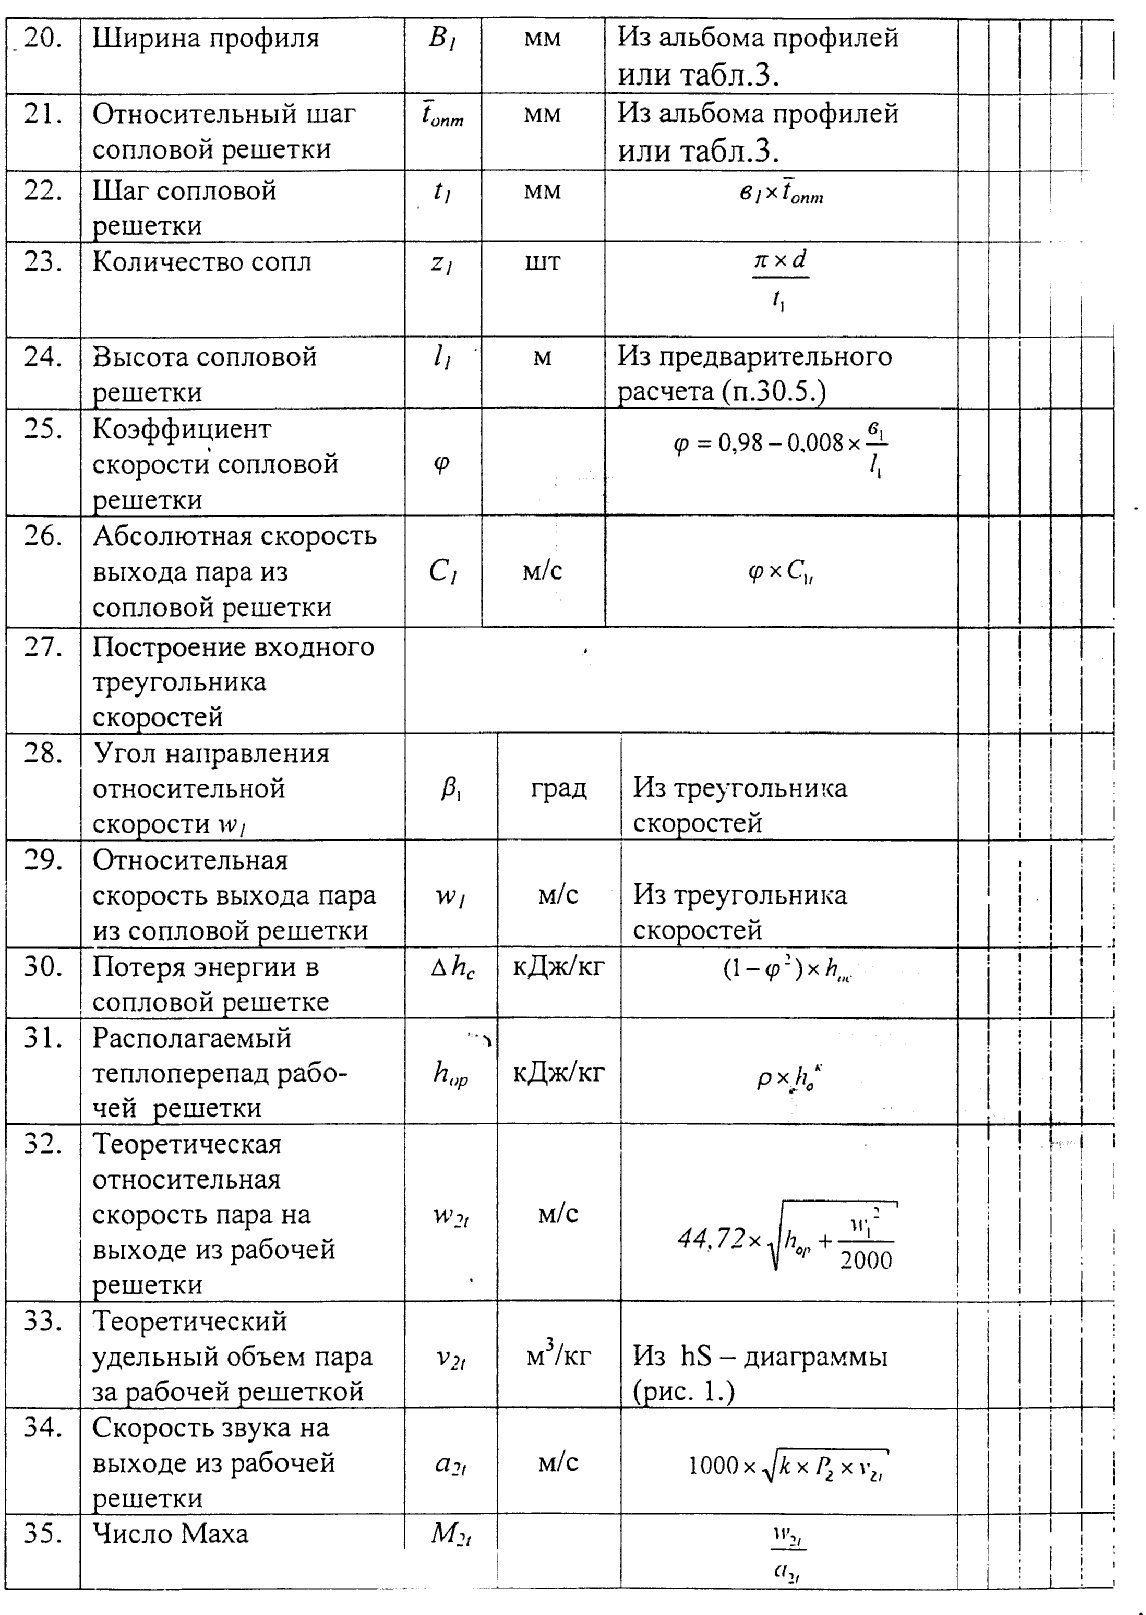 20. Ширина профиля B₁ мм Из альбома профилей
или табл.3.
21. Относительный шаг t̄опт мм Из альбома профилей
сопловой решетки или табл.3.
22. Шаг сопловой t₁ мм в₁ × t̄опт
решетки
23. Количество сопл z₁ шт π × d / t₁
24. Высота сопловой l₁ м Из предварительного
решетки расчета (п.30.5.)
25. Коэффициент
скорости сопловой φ φ = 0,98 – 0,008 × в₁ / l₁
решетки
26. Абсолютная скорость
выхода пара из C₁ м/с φ × C₁t
сопловой решетки
27. Построение входного
треугольника
скоростей
28. Угол направления
относительной β₁ град Из треугольника
скорости w₁ скоростей
29. Относительная
скорость выхода пара w₁ м/с Из треугольника
из сопловой решетки скоростей
30. Потеря энергии в Δhc кДж/кг (1 – φ²) × hос
сопловой решетке
31. Располагаемый
теплоперепад рабо- hор кДж/кг ρ × hₒᴷ
чей решетки
32. Теоретическая
относительная
скорость пара на w₂t м/с 44,72 × √(hор + w₁² / 2000)
выходе из рабочей
решетки
33. Теоретический
удельный объем пара v₂t м³/кг Из hS – диаграммы
за рабочей решеткой (рис. 1.)
34. Скорость звука на
выходе из рабочей a₂t м/с 1000 × √(k × P₂ × v₂t)
решетки
35. Число Маха M₂t w₂t / a₂t